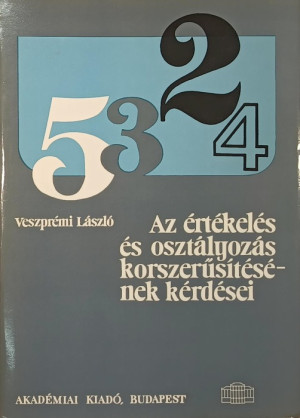 5 3 2 4
Veszprémi László
Az értékelés
és osztályozás
korszerűsítésé-
nek kérdései
AKADÉMIAI KIADÓ, BUDAPEST